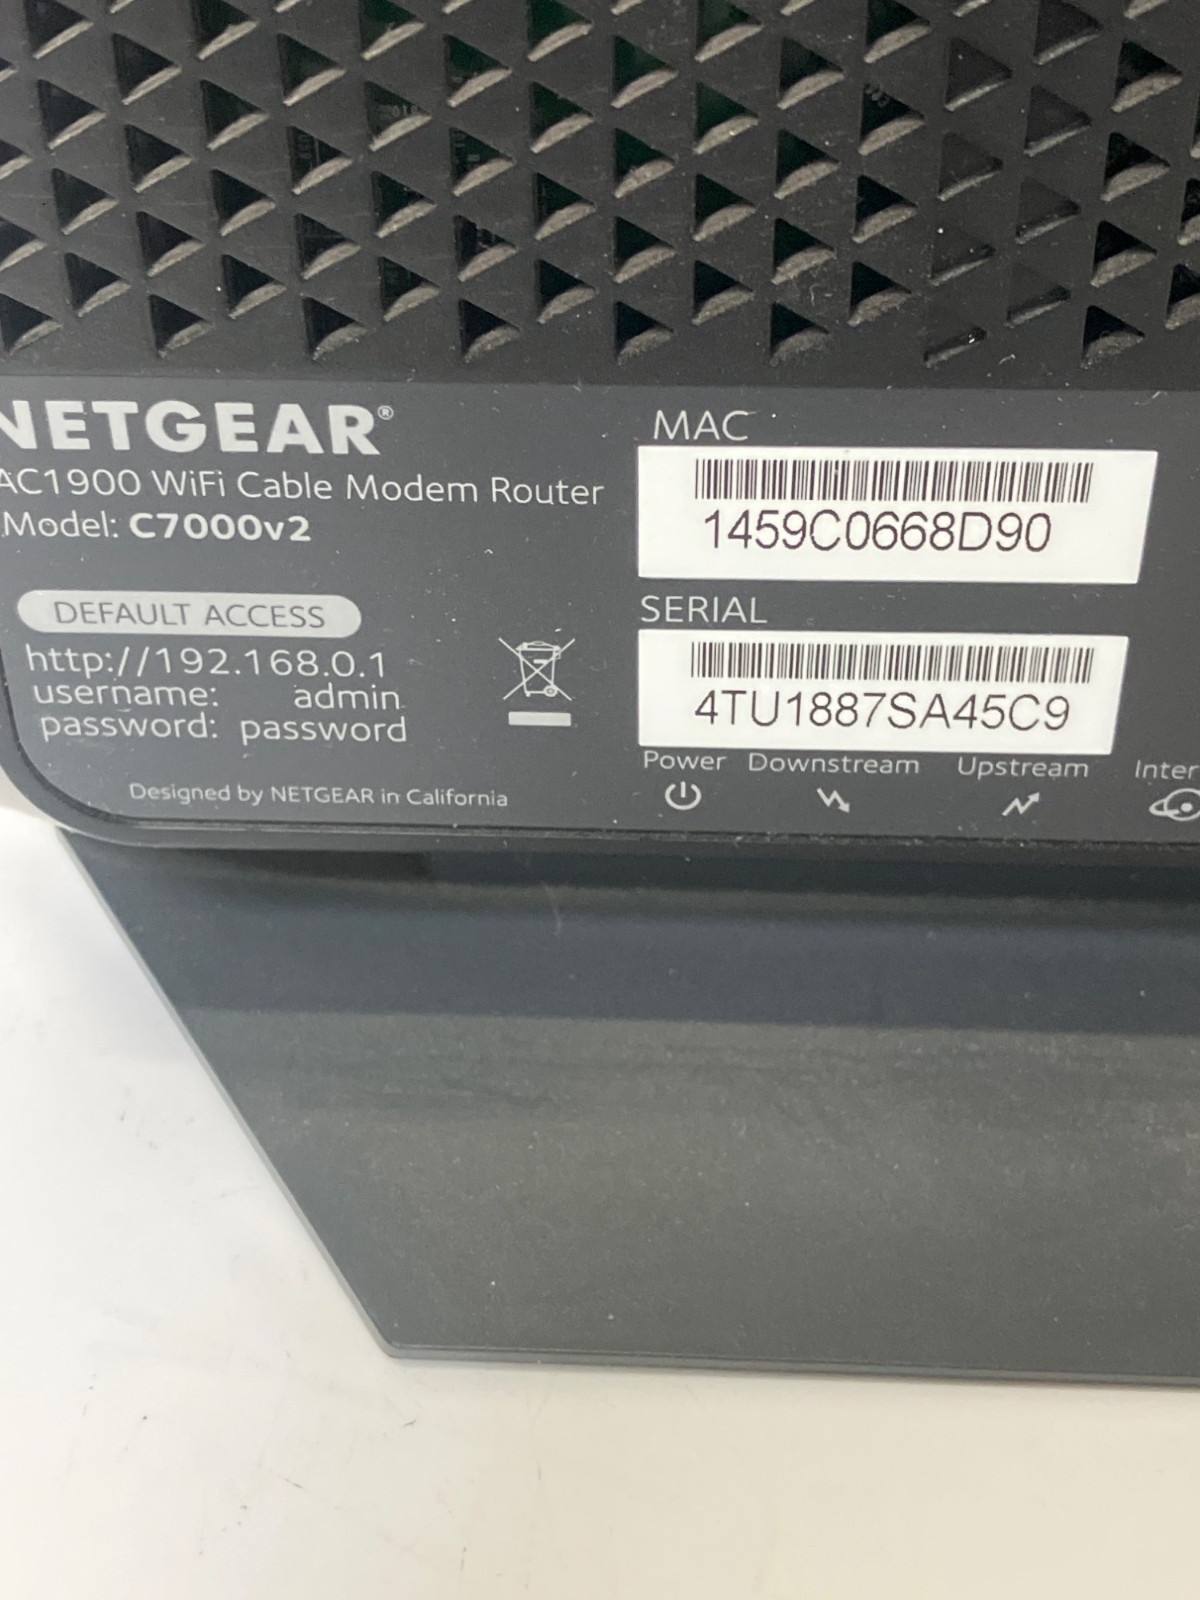 NETGEAR®
AC1900 WiFi Cable Modem Router
Model: C7000v2
DEFAULT ACCESS
http://192.168.0.1
username: admin
password: password
Designed by NETGEAR in California
MAC
1459C0668D90
SERIAL
4TU1887SA45C9
Power Downstream Upstream Inter